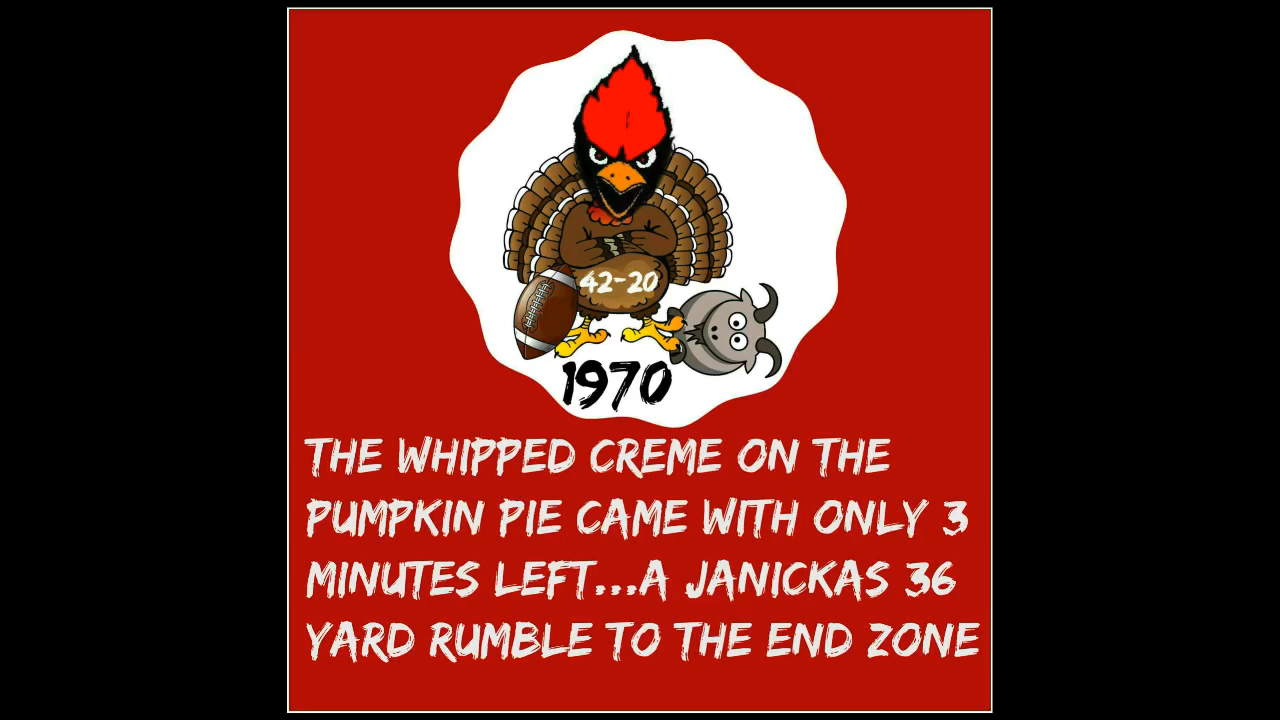 42-20
1970
THE WHIPPED CREME ON THE
PUMPKIN PIE CAME WITH ONLY 3
MINUTES LEFT...A JANICKAS 36
YARD RUMBLE TO THE END ZONE